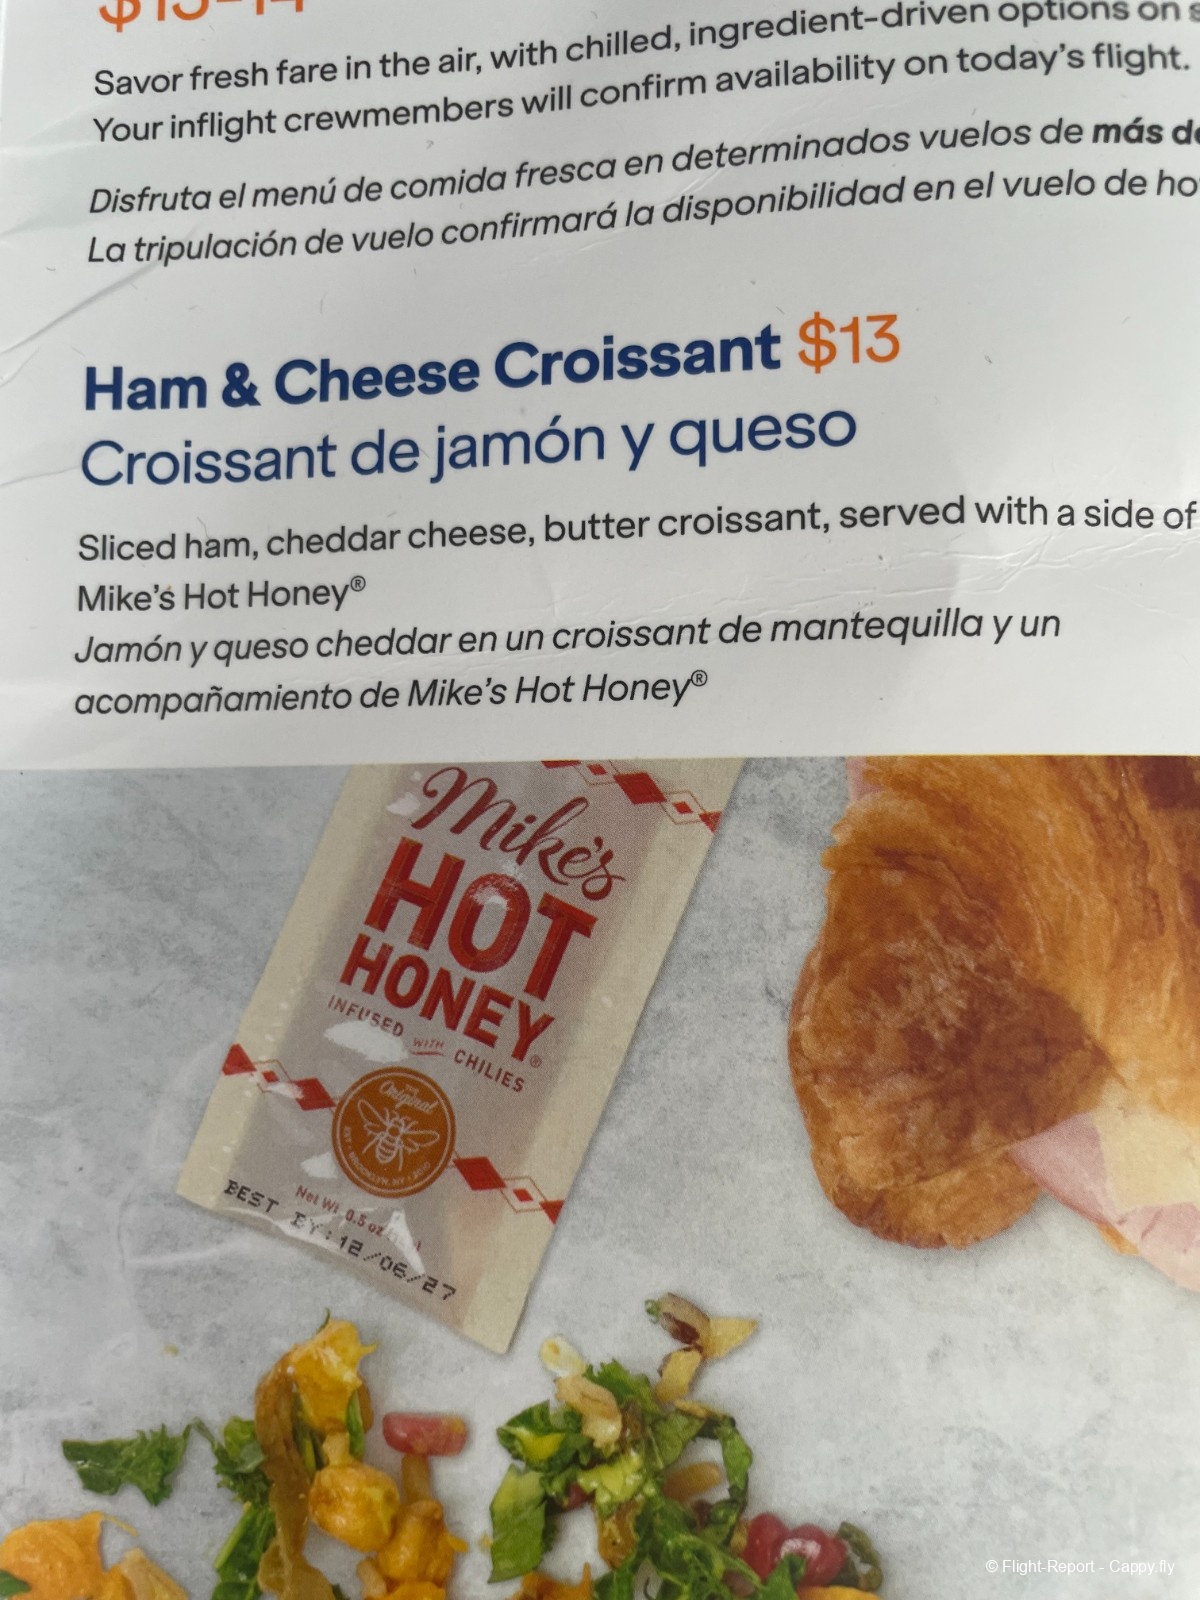 $13-14
Savor fresh fare in the air, with chilled, ingredient-driven options on
Your inflight crewmembers will confirm availability on today's flight.
Disfruta el menú de comida fresca en determinados vuelos de más
La tripulación de vuelo confirmará la disponibilidad en el vuelo de
Ham & Cheese Croissant $13
Croissant de jamón y queso
Sliced ham, cheddar cheese, butter croissant, served with a side of
Mike's Hot Honey®
Jamón y queso cheddar en un croissant de mantequilla y un
acompañamiento de Mike's Hot Honey®
Mike's
HOT
HONEY®
INFUSED WITH CHILIES
THE
Original
EST BROOKLYN, NY • 2010
Net Wt 0.5 oz
BEST BY:12/06/27
© Flight-Report - Cappy.fly